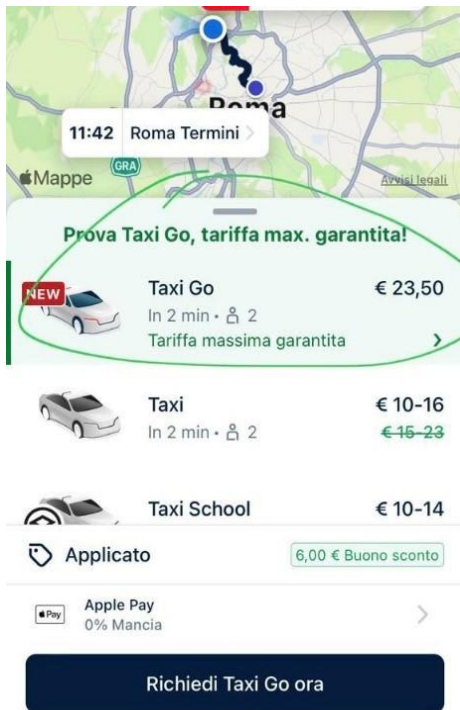 Roma
11:42 Roma Termini
GRA
Mappe
Avvisi legali
Prova Taxi Go, tariffa max. garantita!
NEW
Taxi Go € 23,50
In 2 min • 2
Tariffa massima garantita
Taxi € 10-16
In 2 min • 2 € 15-23
Taxi School € 10-14
Applicato 6,00 € Buono sconto
Pay
Apple Pay
0% Mancia
Richiedi Taxi Go ora